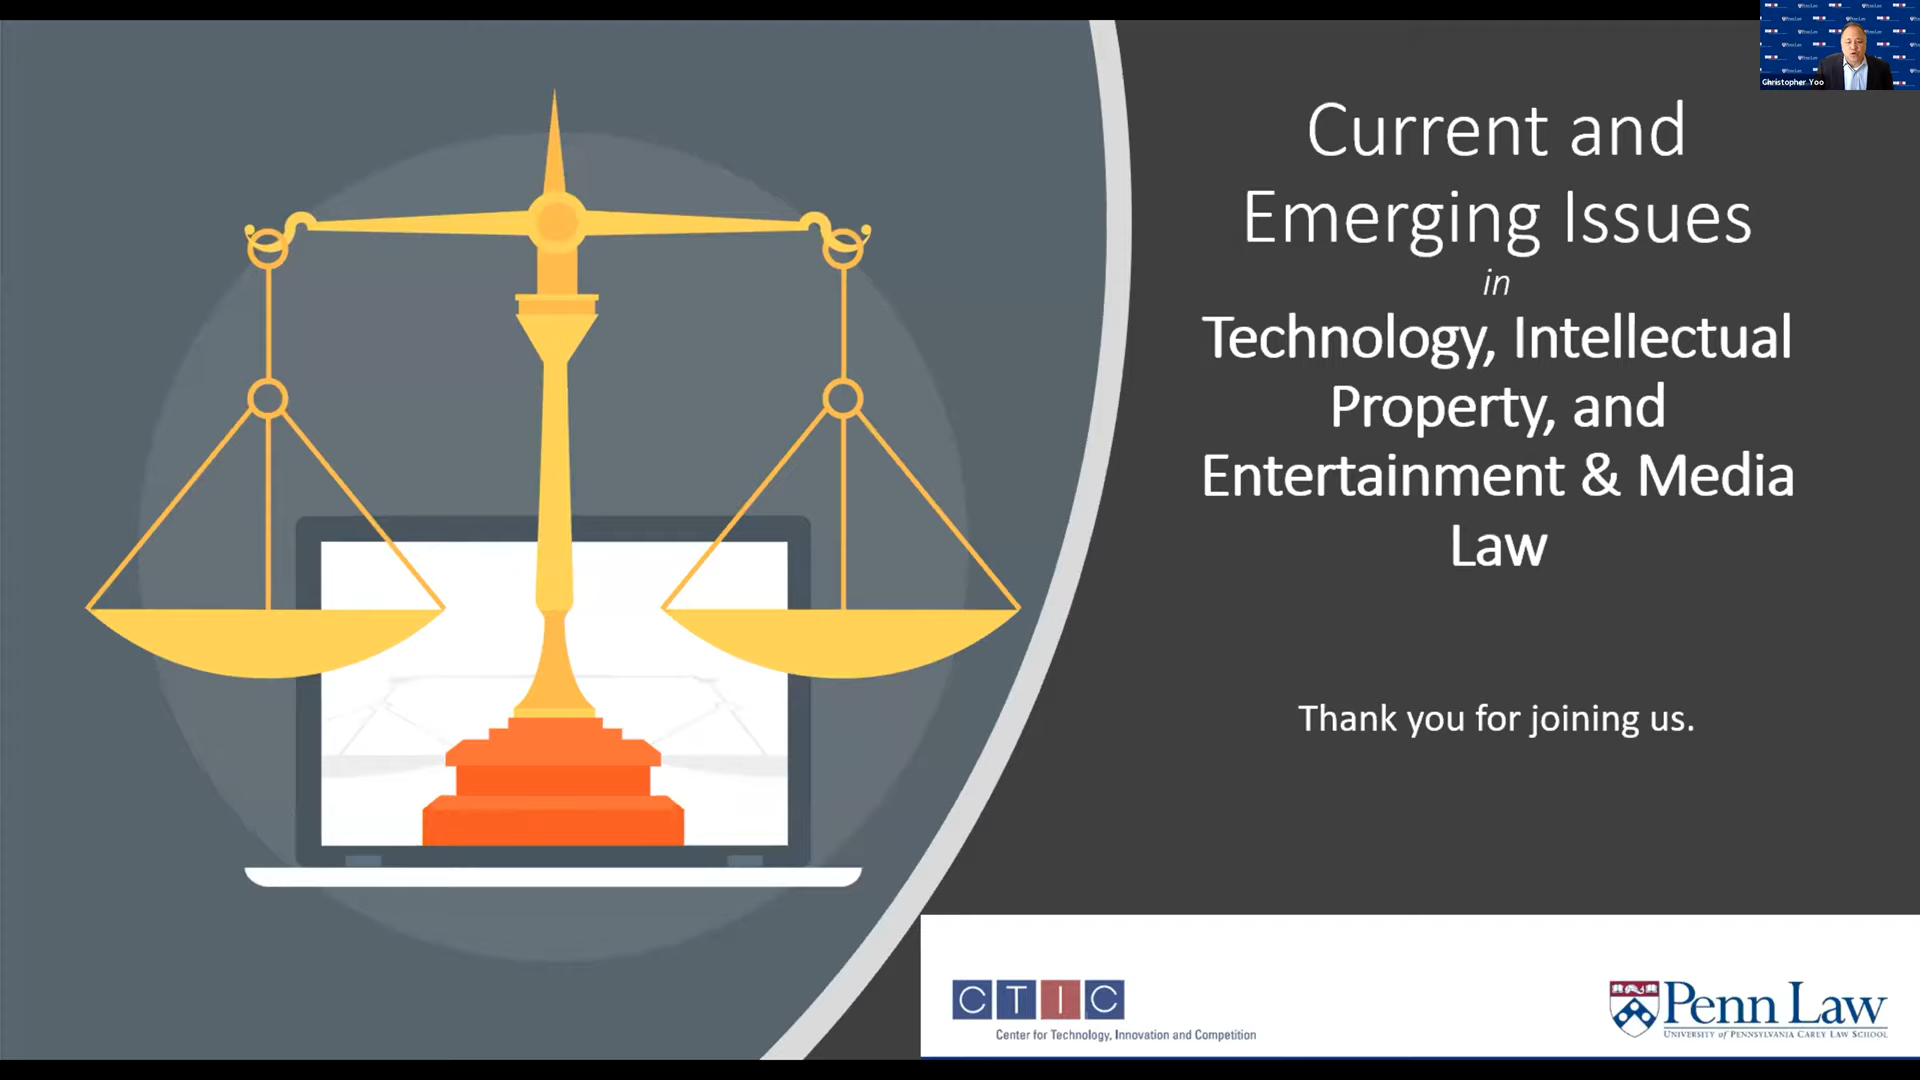 Christopher Yoo
Current and
Emerging Issues
in
Technology, Intellectual
Property, and
Entertainment & Media
Law
Thank you for joining us.
CTIC
Center for Technology, Innovation and Competition
Penn Law
UNIVERSITY of PENNSYLVANIA CAREY LAW SCHOOL